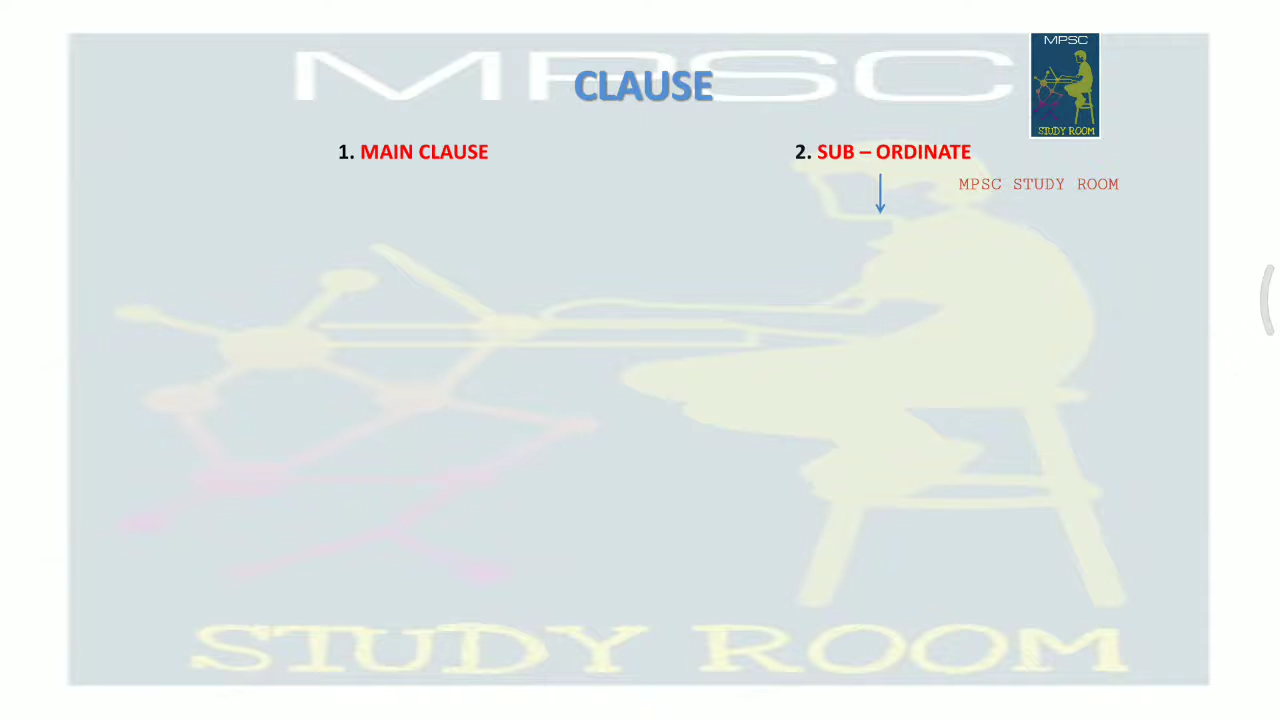 MPSC
CLAUSE
MPSC
STUDY ROOM
1. MAIN CLAUSE
2. SUB – ORDINATE
MPSC STUDY ROOM
STUDY ROOM